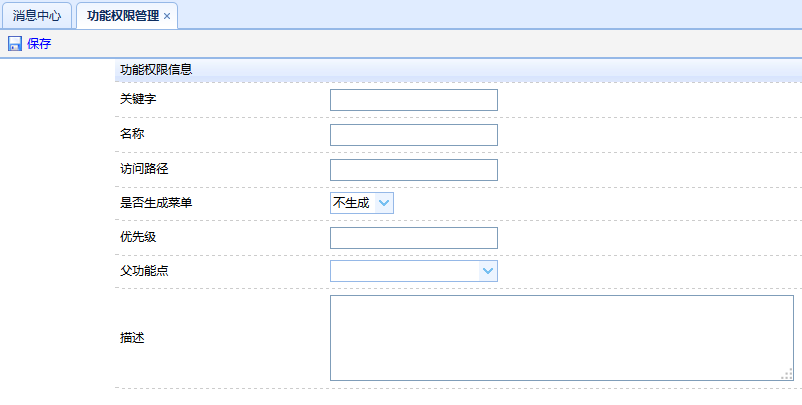 消息中心 功能权限管理
保存
功能权限信息
关键字
名称
访问路径
是否生成菜单 不生成
优先级
父功能点
描述